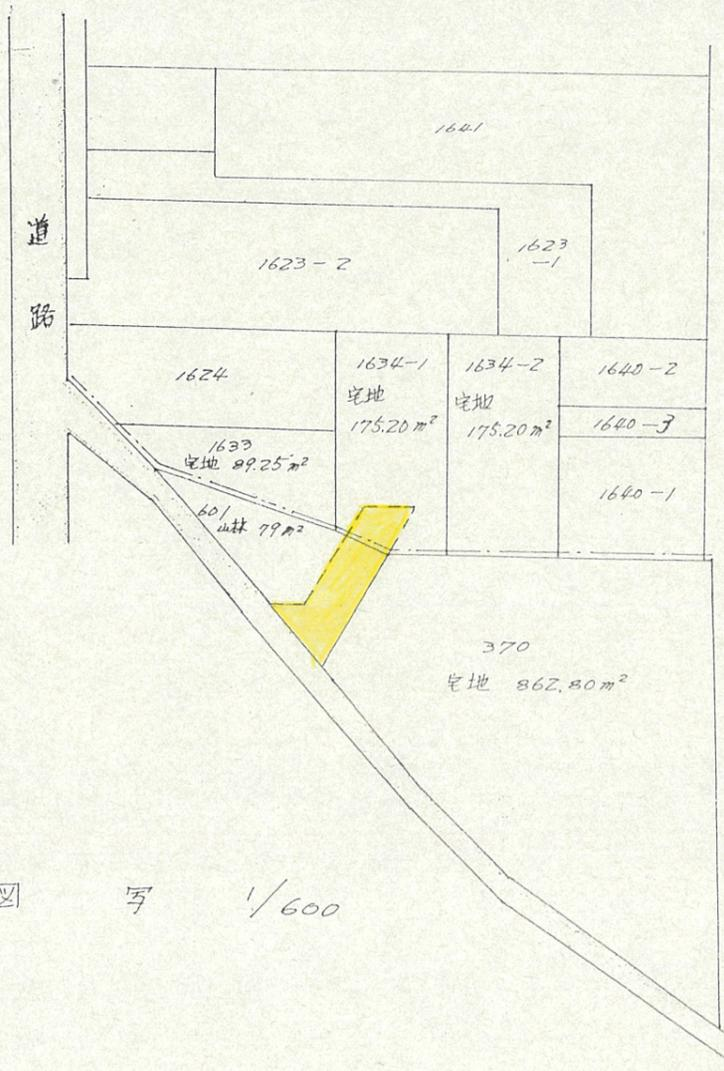 1641
道
路
1623-2
1623
-1
1624
1634-1
宅地
175.20㎡
1634-2
宅地
175.20㎡
1640-2
1640-3
1640-1
1633
宅地 89.25㎡
601
山林 79㎡
370
宅地 862.80㎡
図 写 1/600